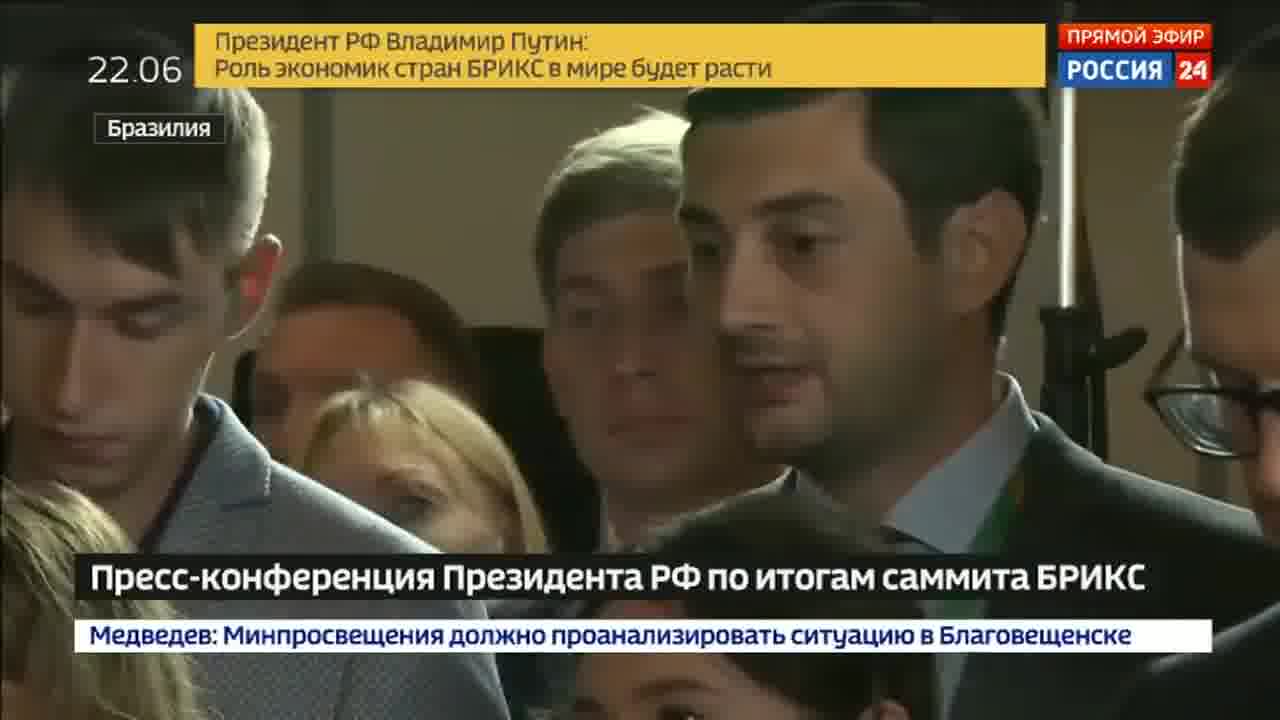 22.06
Президент РФ Владимир Путин:
Роль экономик стран БРИКС в мире будет расти
ПРЯМОЙ ЭФИР
РОССИЯ 24
Бразилия
Пресс-конференция Президента РФ по итогам саммита БРИКС
Медведев: Минпросвещения должно проанализировать ситуацию в Благовещенске